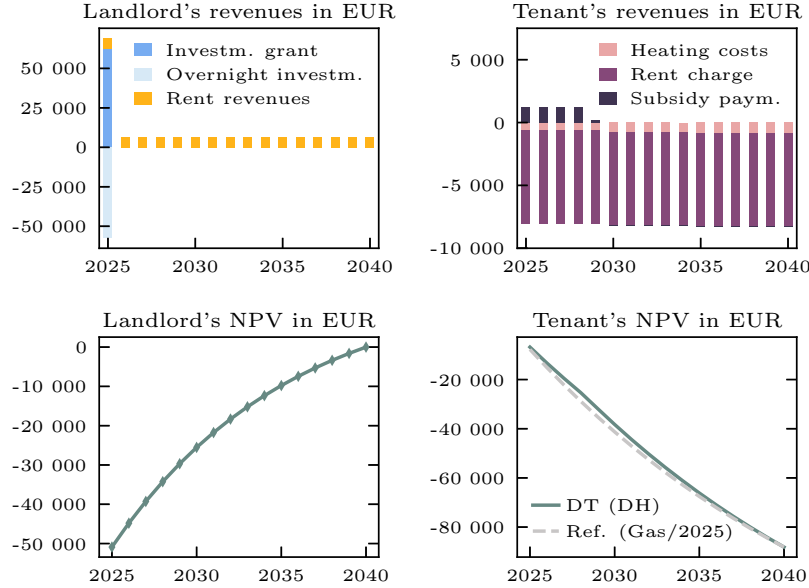 Landlord's revenues in EUR
50 000
25 000
0
-25 000
-50 000
Investm. grant
Overnight investm.
Rent revenues
2025
2030
2035
2040
Tenant's revenues in EUR
5 000
0
-5 000
-10 000
Heating costs
Rent charge
Subsidy paym.
2025
2030
2035
2040
Landlord's NPV in EUR
0
-10 000
-20 000
-30 000
-40 000
-50 000
2025
2030
2035
2040
Tenant's NPV in EUR
-20 000
-40 000
-60 000
-80 000
DT (DH)
Ref. (Gas/2025)
2025
2030
2035
2040